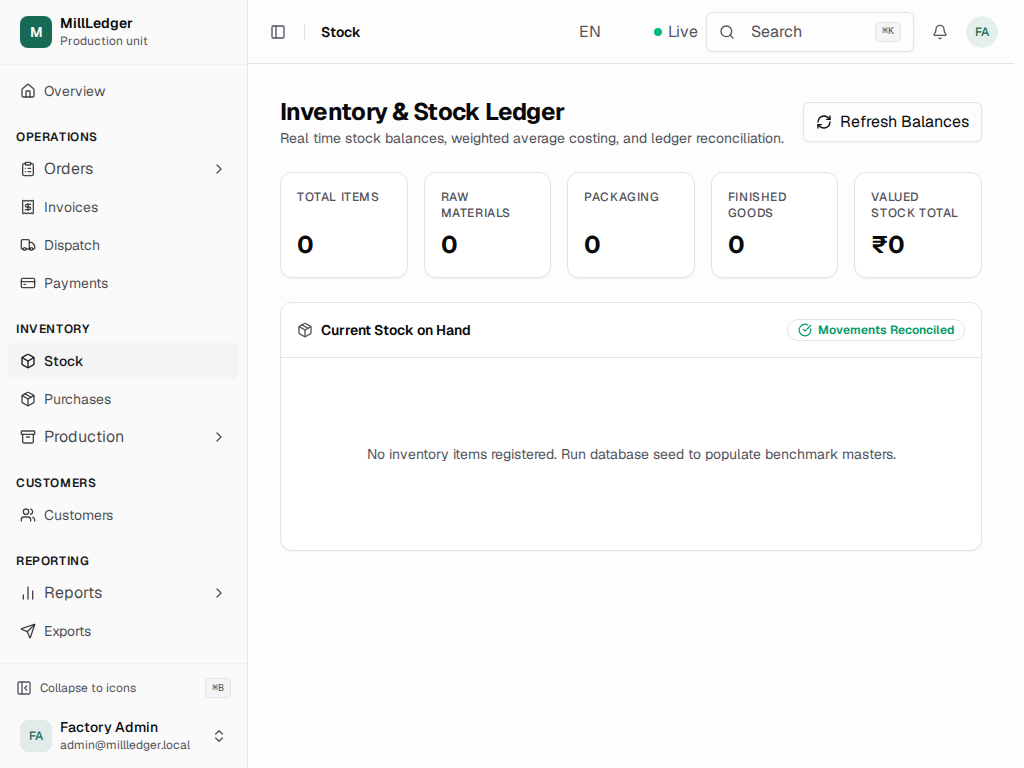 M
MillLedger
Production unit
Stock
EN
Live
Search
⌘K
FA
Overview
OPERATIONS
Orders
Invoices
Dispatch
Payments
INVENTORY
Stock
Purchases
Production
CUSTOMERS
Customers
REPORTING
Reports
Exports
Collapse to icons
⌘B
FA
Factory Admin
admin@millledger.local
Inventory & Stock Ledger
Real time stock balances, weighted average costing, and ledger reconciliation.
Refresh Balances
TOTAL ITEMS
0
RAW
MATERIALS
0
PACKAGING
0
FINISHED
GOODS
0
VALUED
STOCK TOTAL
₹0
Current Stock on Hand
Movements Reconciled
No inventory items registered. Run database seed to populate benchmark masters.